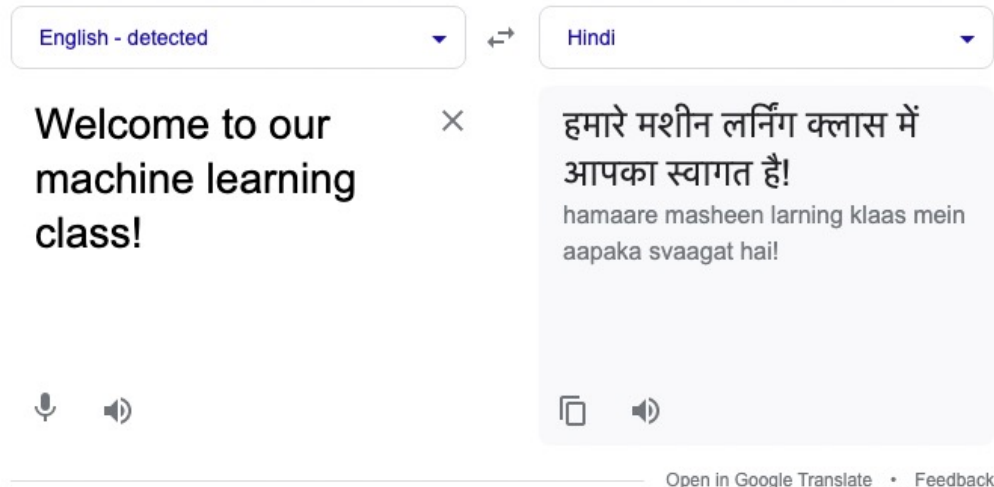 English - detected
Hindi
Welcome to our
machine learning
class!
हमारे मशीन लर्निंग क्लास में
आपका स्वागत है!
hamaare masheen larning klaas mein
aapaka svaagat hai!
Open in Google Translate • Feedback